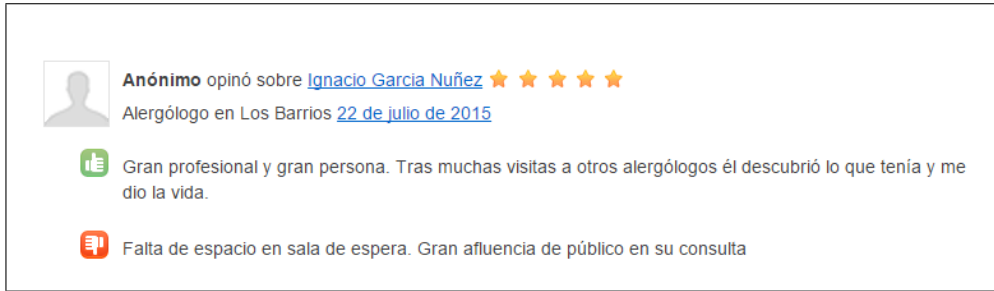 Anónimo opinó sobre Ignacio Garcia Nuñez
Alergólogo en Los Barrios 22 de julio de 2015
Gran profesional y gran persona. Tras muchas visitas a otros alergólogos él descubrió lo que tenía y me
dio la vida.
Falta de espacio en sala de espera. Gran afluencia de público en su consulta